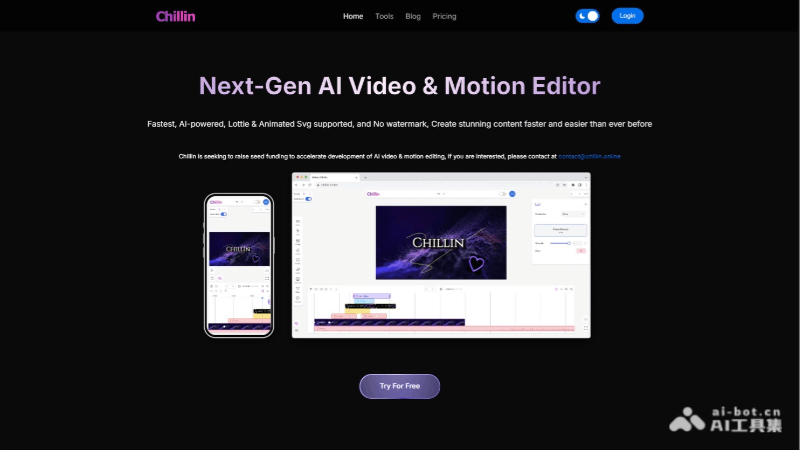 Chillin
Home Tools Blog Pricing
Login
Next-Gen AI Video & Motion Editor
Fastest, AI-powered, Lottie & Animated Svg supported, and No watermark, Create stunning content faster and easier than ever before
Chillin is seeking to raise seed funding to accelerate development of AI video & motion editing, if you are interested, please contact at contact@chillin.online
Chillin
Chillin
CHILLIN
CHILLIN
Try For Free
ai-bot.cn
AI工具集